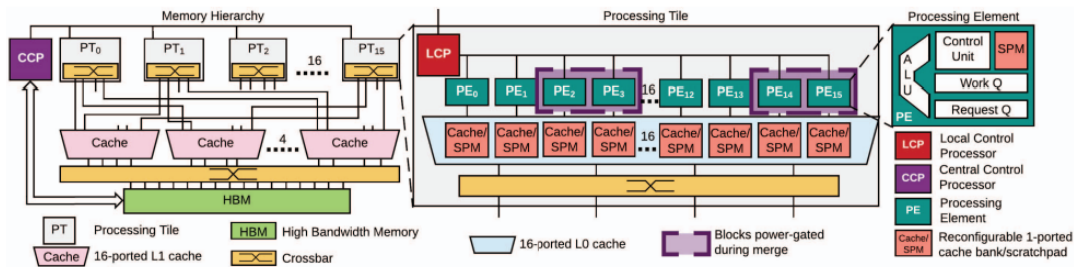 Memory Hierarchy
CCP
PT0
PT1
PT2
16
PT15
Cache
Cache
4
Cache
HBM
PT
Processing Tile
HBM
High Bandwidth Memory
Cache
16-ported L1 cache
Crossbar
Processing Tile
LCP
PE0
PE1
PE2
PE3
16
PE12
PE13
PE14
PE15
Cache/
SPM
Cache/
SPM
Cache/
SPM
Cache/
SPM
16
Cache/
SPM
Cache/
SPM
Cache/
SPM
Cache/
SPM
16-ported L0 cache
Blocks power-gated
during merge
Processing Element
ALU
Control
Unit
SPM
Work Q
Request Q
PE
LCP
Local Control
Processor
CCP
Central Control
Processor
PE
Processing
Element
Cache/
SPM
Reconfigurable 1-ported
cache bank/scratchpad